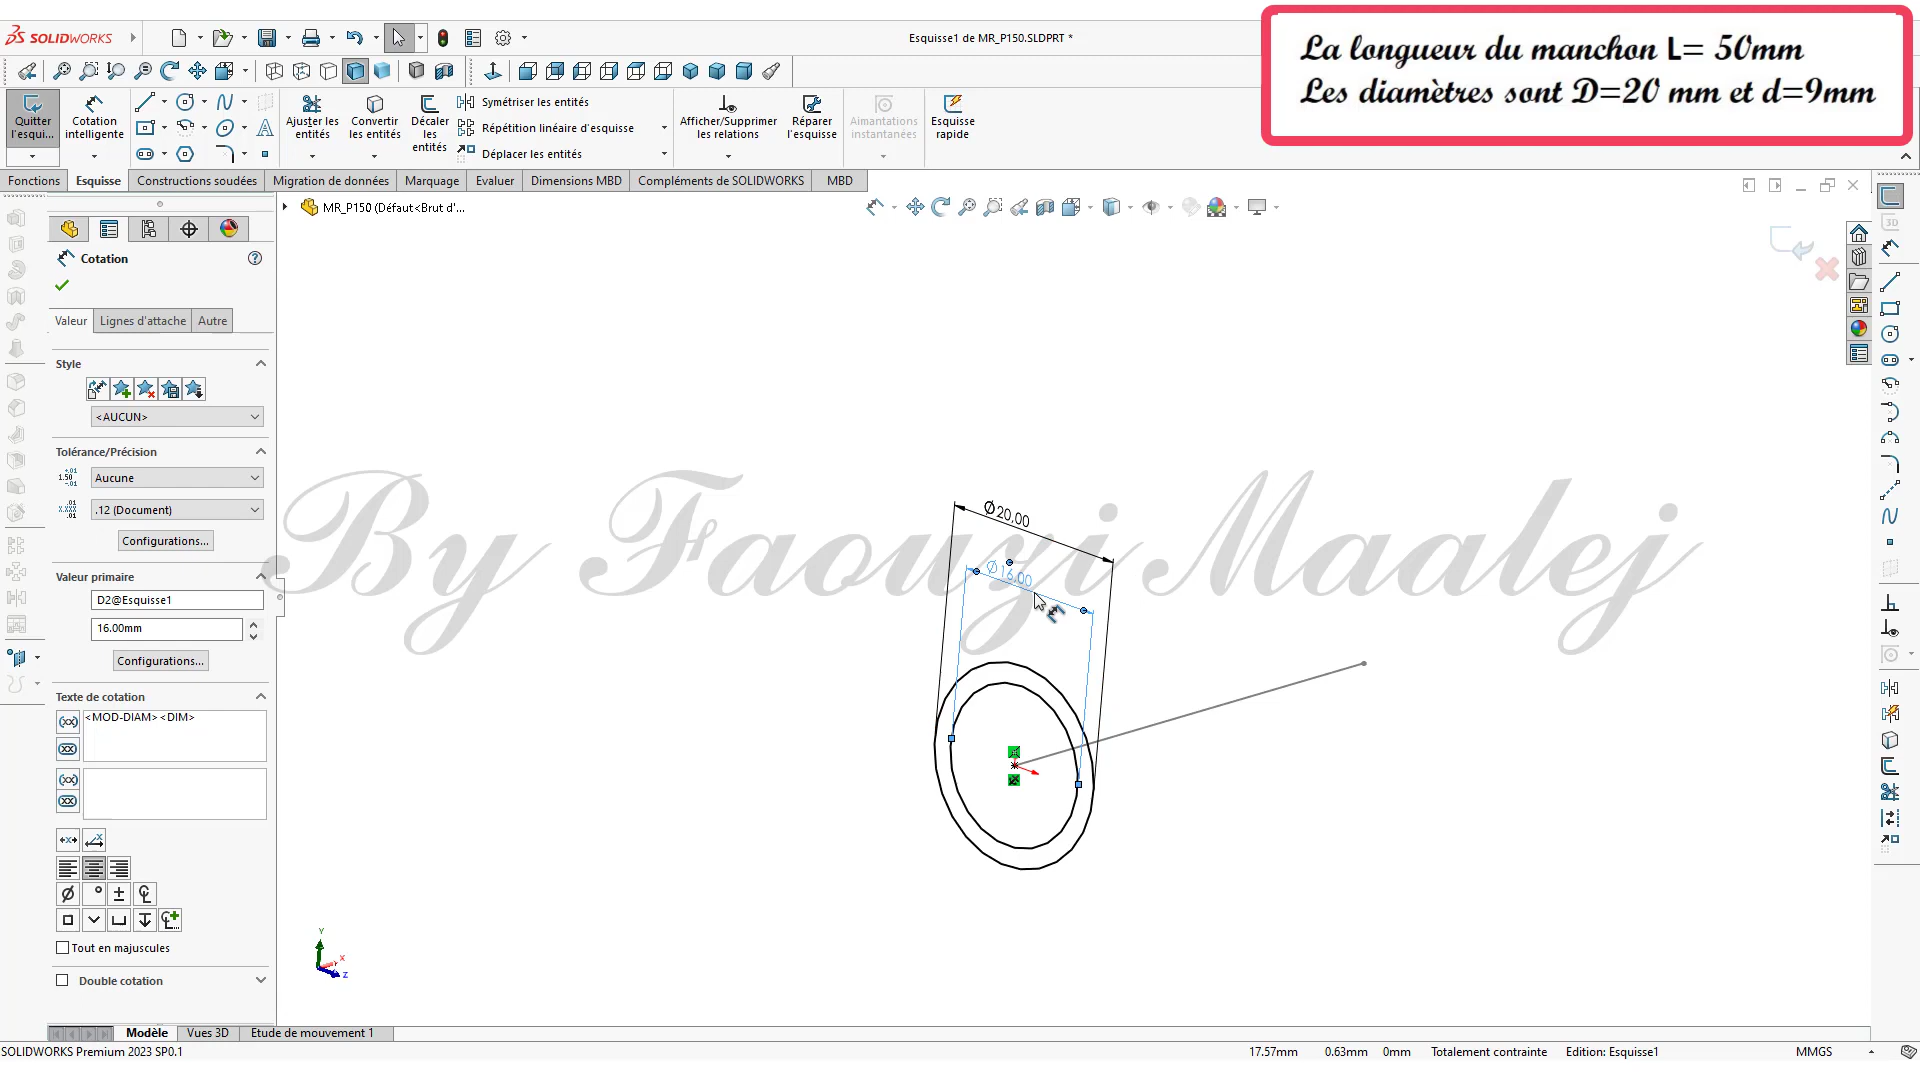 SOLIDWORKS
Esquisse1 de MR_P150.SLDPRT *
La longueur du manchon L= 50mm
Les diamètres sont D=20 mm et d=9mm
Quitter l'esqui...
Cotation intelligente
Ajuster les entités
Convertir les entités
Décaler les entités
Symétriser les entités
Répétition linéaire d'esquisse
Déplacer les entités
Afficher/Supprimer les relations
Réparer l'esquisse
Aimantations instantanées
Esquisse rapide
Fonctions Esquisse Constructions soudées Migration de données Marquage Evaluer Dimensions MBD Compléments de SOLIDWORKS MBD
MR_P150 (Défaut<Brut d'...
Cotation
Valeur Lignes d'attache Autre
Style
<AUCUN>
Tolérance/Précision
Aucune
.12 (Document)
Configurations...
Valeur primaire
D2@Esquisse1
16.00mm
Configurations...
Texte de cotation
<MOD-DIAM><DIM>
Tout en majuscules
Double cotation
Ø20,00
Ø16,00
By Faouzi Maalej
Y
X
Z
Modèle Vues 3D Etude de mouvement 1
SOLIDWORKS Premium 2023 SP0.1
17.57mm 0.63mm 0mm Totalement contrainte Edition: Esquisse1 MMGS